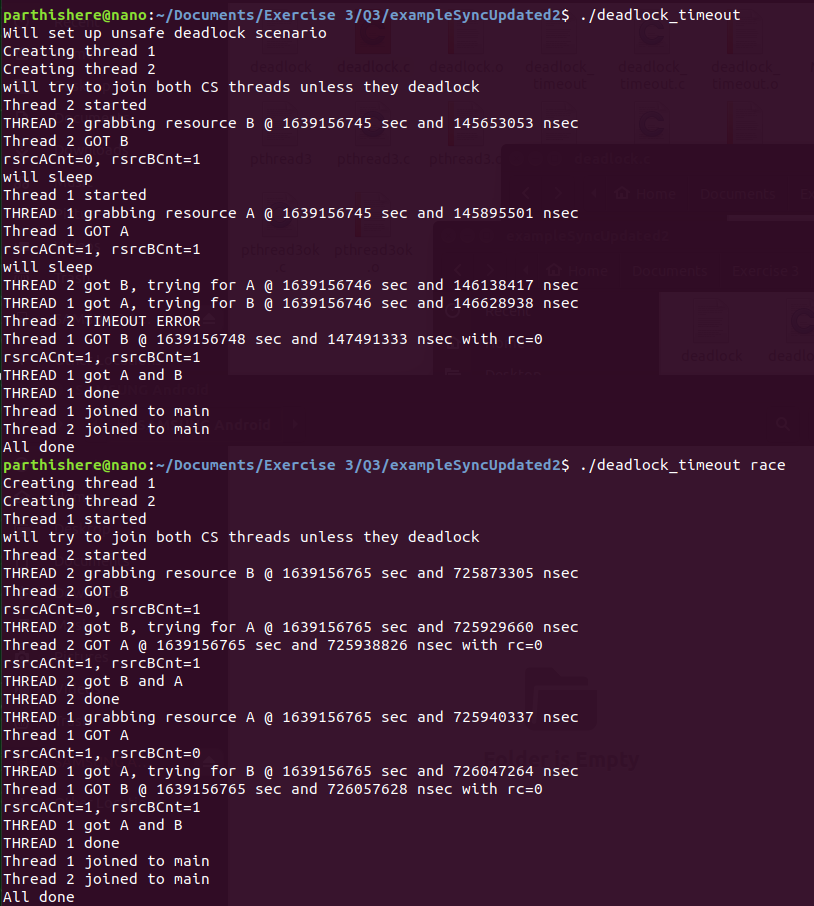 parthishere@nano:~/Documents/Exercise 3/Q3/exampleSyncUpdated2$ ./deadlock_timeout
Will set up unsafe deadlock scenario
Creating thread 1
Creating thread 2
will try to join both CS threads unless they deadlock
Thread 2 started
THREAD 2 grabbing resource B @ 1639156745 sec and 145653053 nsec
Thread 2 GOT B
rsrcACnt=0, rsrcBCnt=1
will sleep
Thread 1 started
THREAD 1 grabbing resource A @ 1639156745 sec and 145895501 nsec
Thread 1 GOT A
rsrcACnt=1, rsrcBCnt=1
will sleep
THREAD 2 got B, trying for A @ 1639156746 sec and 146138417 nsec
THREAD 1 got A, trying for B @ 1639156746 sec and 146628938 nsec
Thread 2 TIMEOUT ERROR
Thread 1 GOT B @ 1639156748 sec and 147491333 nsec with rc=0
rsrcACnt=1, rsrcBCnt=1
THREAD 1 got A and B
THREAD 1 done
Thread 1 joined to main
Thread 2 joined to main
All done
parthishere@nano:~/Documents/Exercise 3/Q3/exampleSyncUpdated2$ ./deadlock_timeout race
Creating thread 1
Creating thread 2
Thread 1 started
will try to join both CS threads unless they deadlock
Thread 2 started
THREAD 2 grabbing resource B @ 1639156765 sec and 725873305 nsec
Thread 2 GOT B
rsrcACnt=0, rsrcBCnt=1
THREAD 2 got B, trying for A @ 1639156765 sec and 725929660 nsec
Thread 2 GOT A @ 1639156765 sec and 725938826 nsec with rc=0
rsrcACnt=1, rsrcBCnt=1
THREAD 2 got B and A
THREAD 2 done
THREAD 1 grabbing resource A @ 1639156765 sec and 725940337 nsec
Thread 1 GOT A
rsrcACnt=1, rsrcBCnt=0
THREAD 1 got A, trying for B @ 1639156765 sec and 726047264 nsec
Thread 1 GOT B @ 1639156765 sec and 726057628 nsec with rc=0
rsrcACnt=1, rsrcBCnt=1
THREAD 1 got A and B
THREAD 1 done
Thread 1 joined to main
Thread 2 joined to main
All done